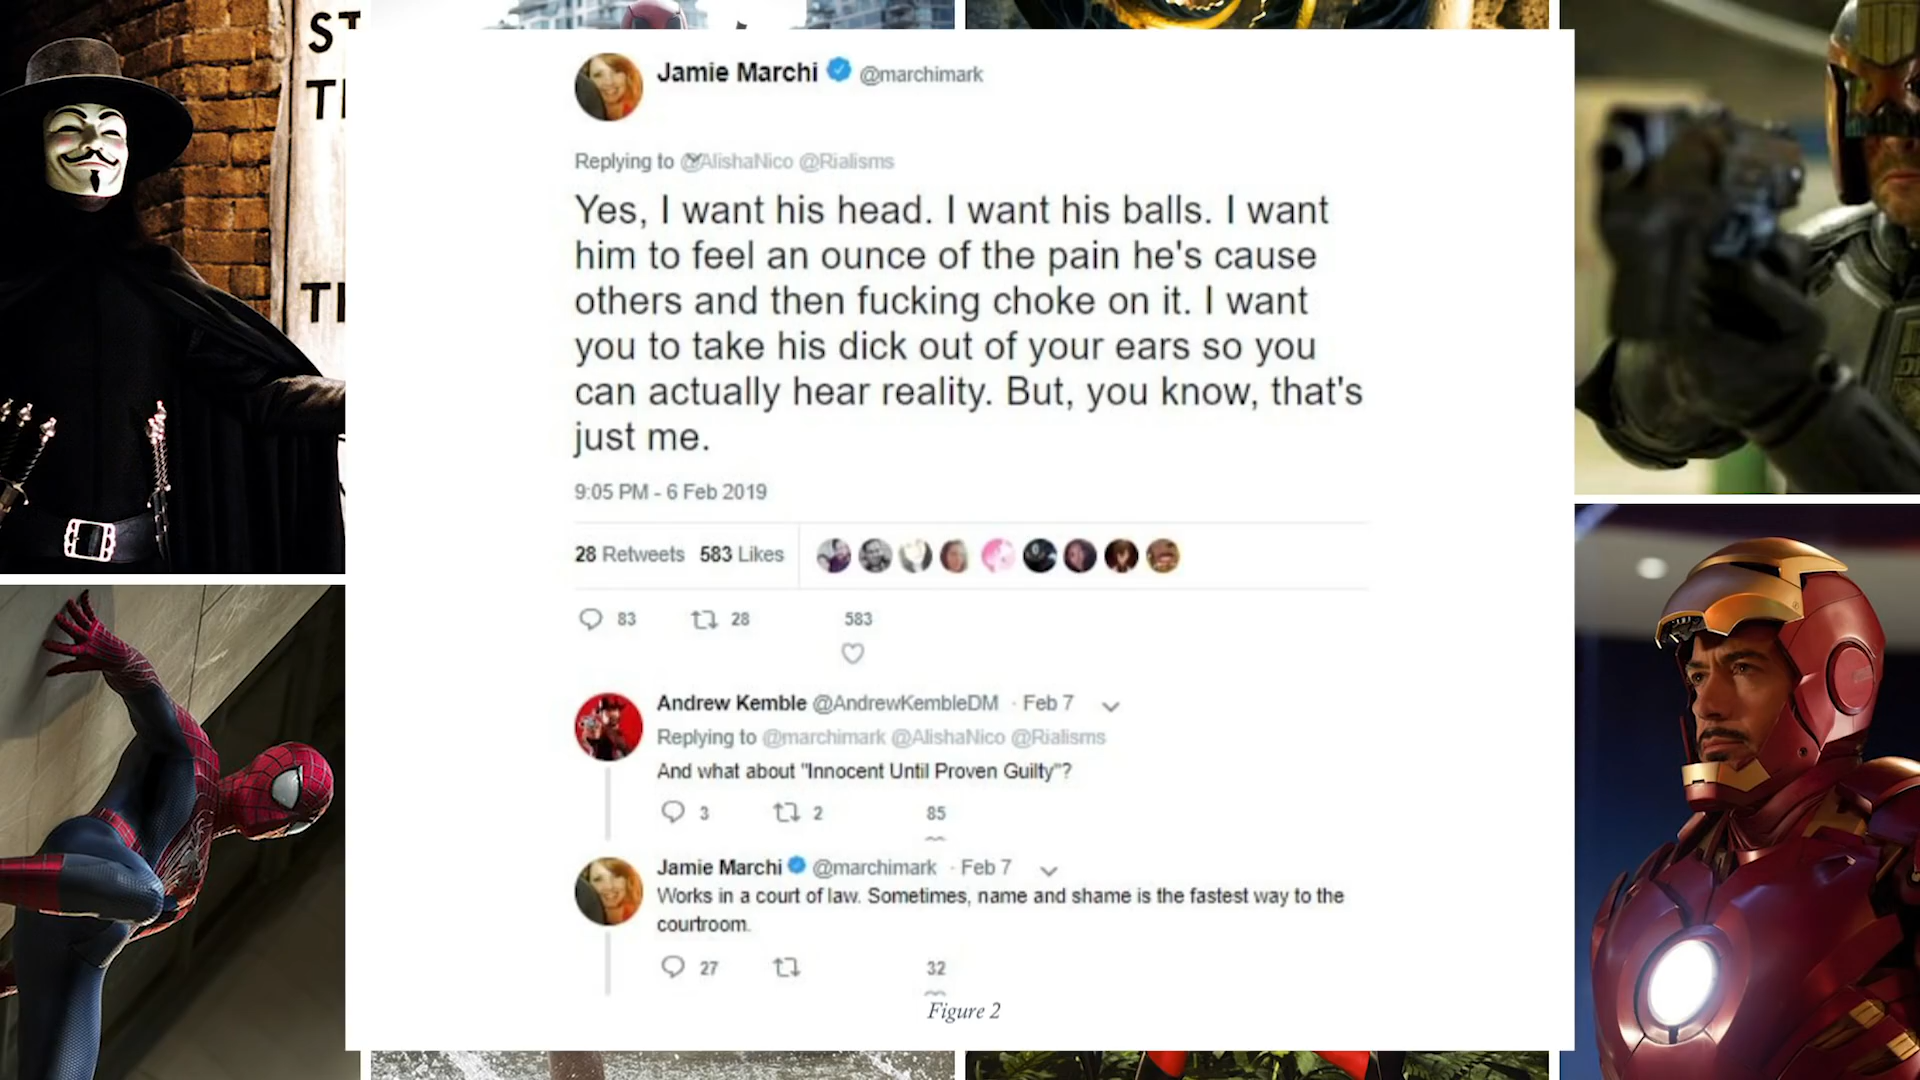 ST
TH
TH
Jamie Marchi @marchimark
Replying to @AlishaNico @Rialisms
Yes, I want his head. I want his balls. I want
him to feel an ounce of the pain he's cause
others and then fucking choke on it. I want
you to take his dick out of your ears so you
can actually hear reality. But, you know, that's
just me.
9:05 PM - 6 Feb 2019
28 Retweets 583 Likes
83 28 583
Andrew Kemble @AndrewKembleDM · Feb 7
Replying to @marchimark @AlishaNico @Rialisms
And what about "Innocent Until Proven Guilty"?
3 2 85
Jamie Marchi @marchimark · Feb 7
Works in a court of law. Sometimes, name and shame is the fastest way to the
courtroom.
27 32
Figure 2